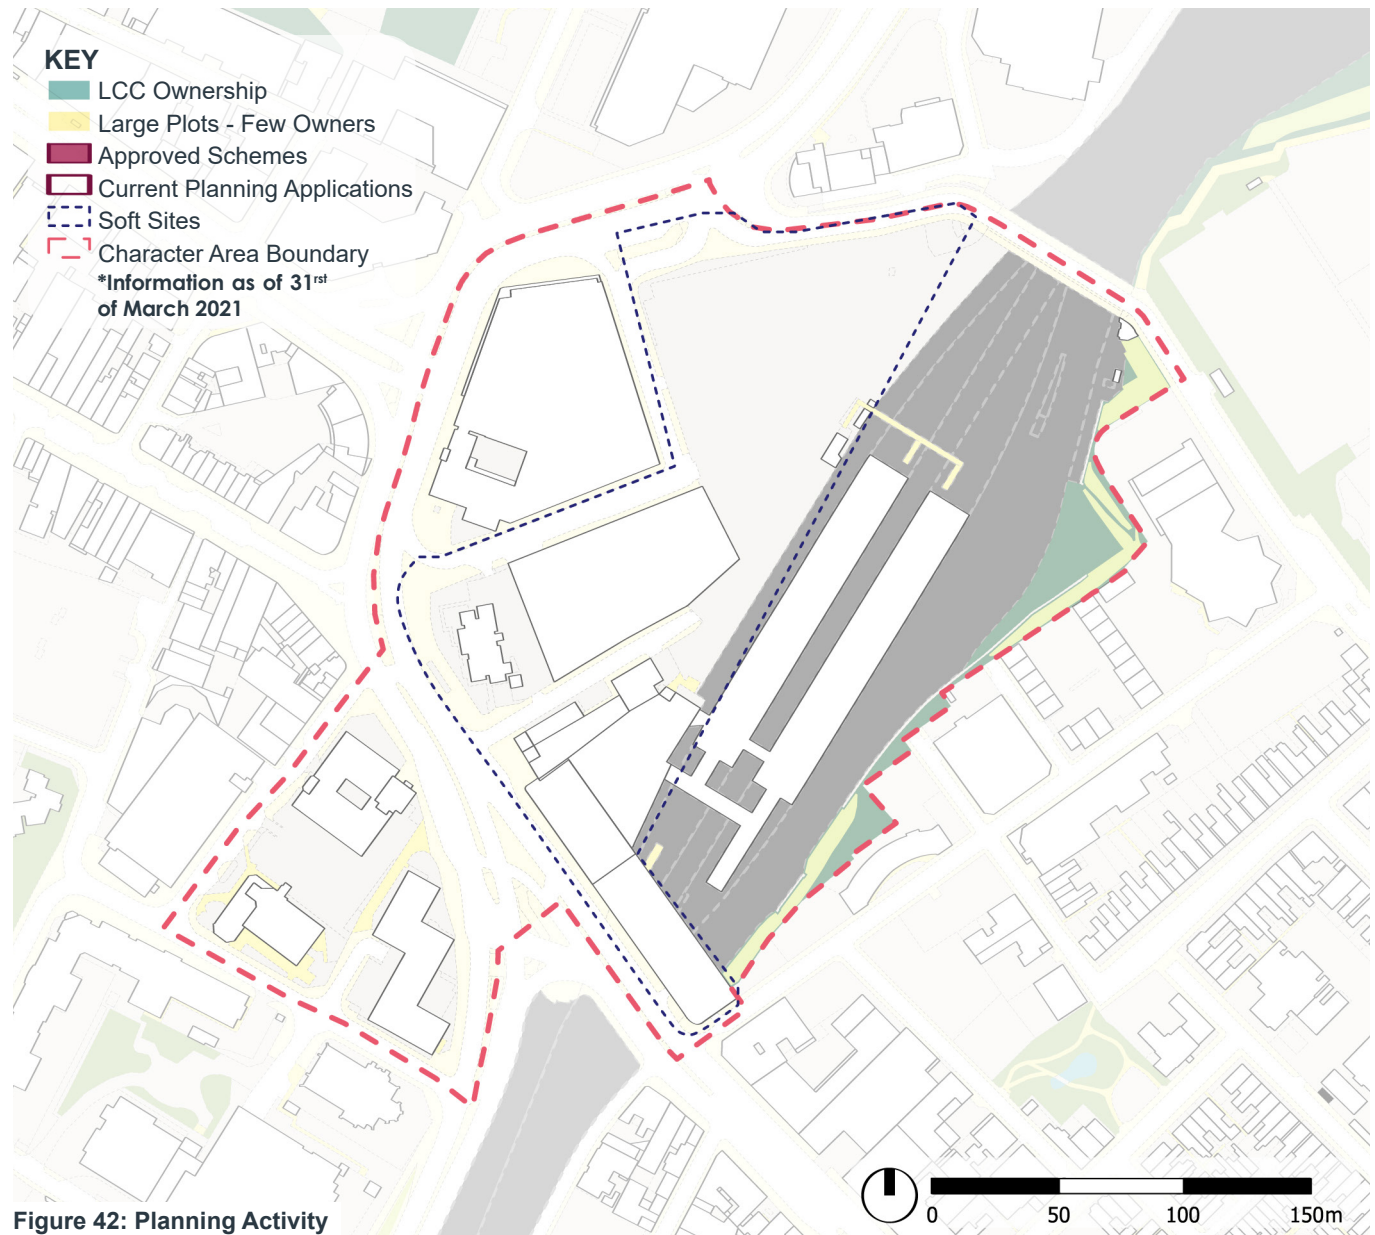 KEY
LCC Ownership
Large Plots - Few Owners
Approved Schemes
Current Planning Applications
Soft Sites
Character Area Boundary
*Information as of 31rst
of March 2021
0 50 100 150m
Figure 42: Planning Activity